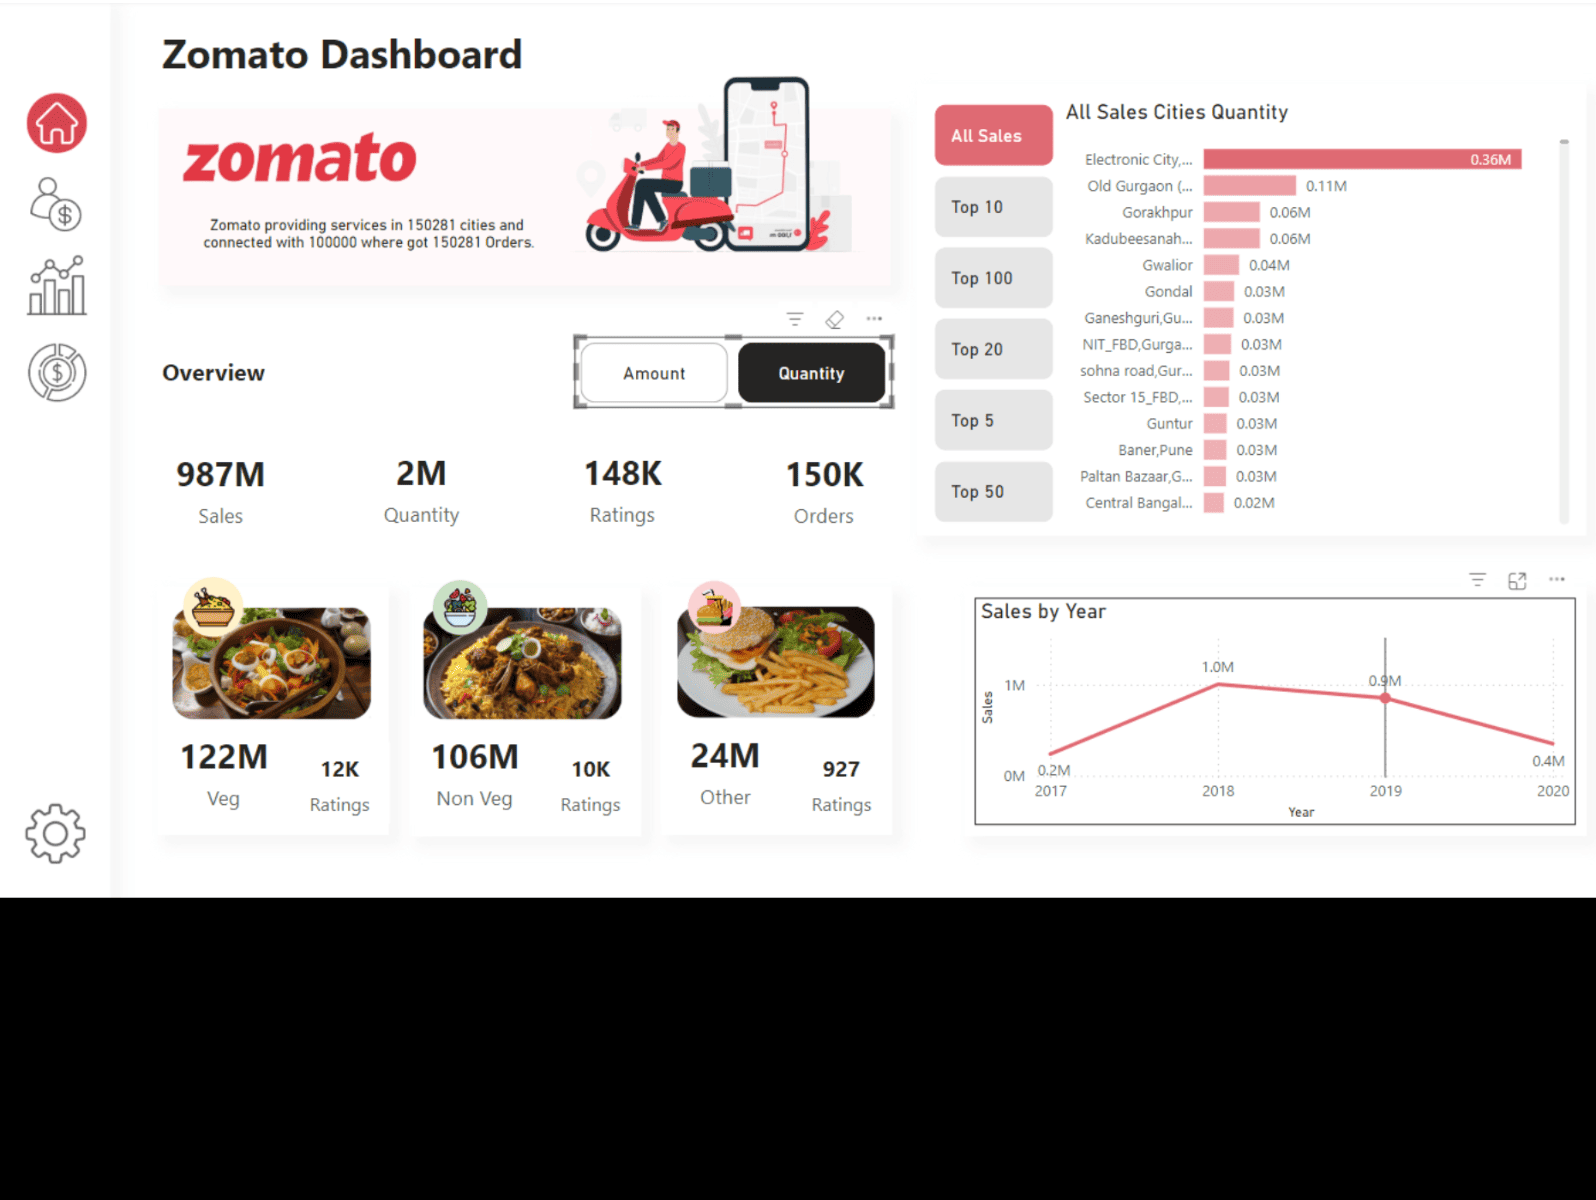 Zomato Dashboard
zomato
Zomato providing services in 150281 cities and
connected with 100000 where got 150281 Orders.
Overview
Amount
Quantity
987M
Sales
2M
Quantity
148K
Ratings
150K
Orders
122M
Veg
12K
Ratings
106M
Non Veg
10K
Ratings
24M
Other
927
Ratings
All Sales
Top 10
Top 100
Top 20
Top 5
Top 50
All Sales Cities Quantity
Electronic City,... 0.36M
Old Gurgaon (... 0.11M
Gorakhpur 0.06M
Kadubeesanah... 0.06M
Gwalior 0.04M
Gondal 0.03M
Ganeshguri,Gu... 0.03M
NIT_FBD,Gurga... 0.03M
sohna road,Gur... 0.03M
Sector 15_FBD,... 0.03M
Guntur 0.03M
Baner,Pune 0.03M
Paltan Bazaar,G... 0.03M
Central Bangal... 0.02M
Sales by Year
Sales
1M
0M
0.2M
1.0M
0.9M
0.4M
2017 2018 2019 2020
Year